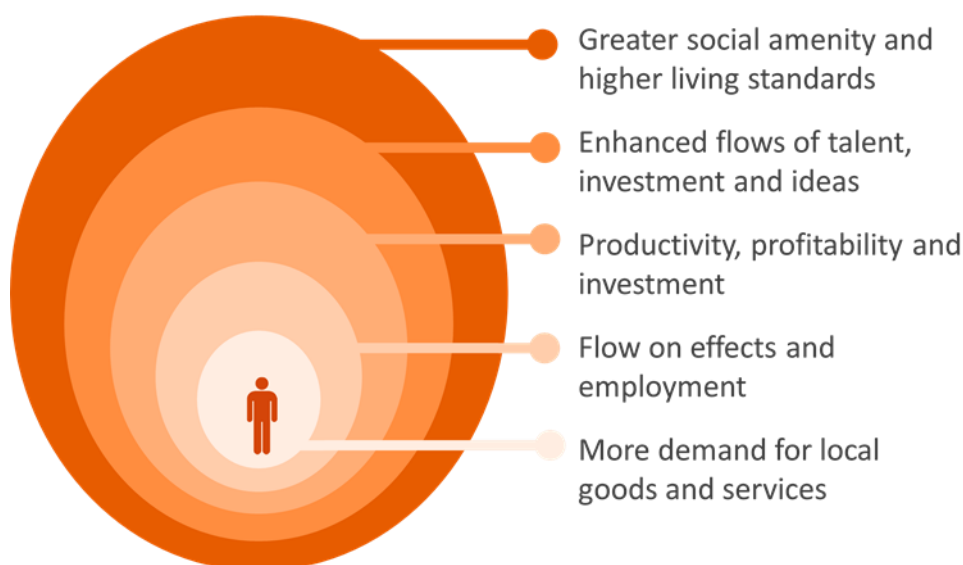 Greater social amenity and
higher living standards
Enhanced flows of talent,
investment and ideas
Productivity, profitability and
investment
Flow on effects and
employment
More demand for local
goods and services